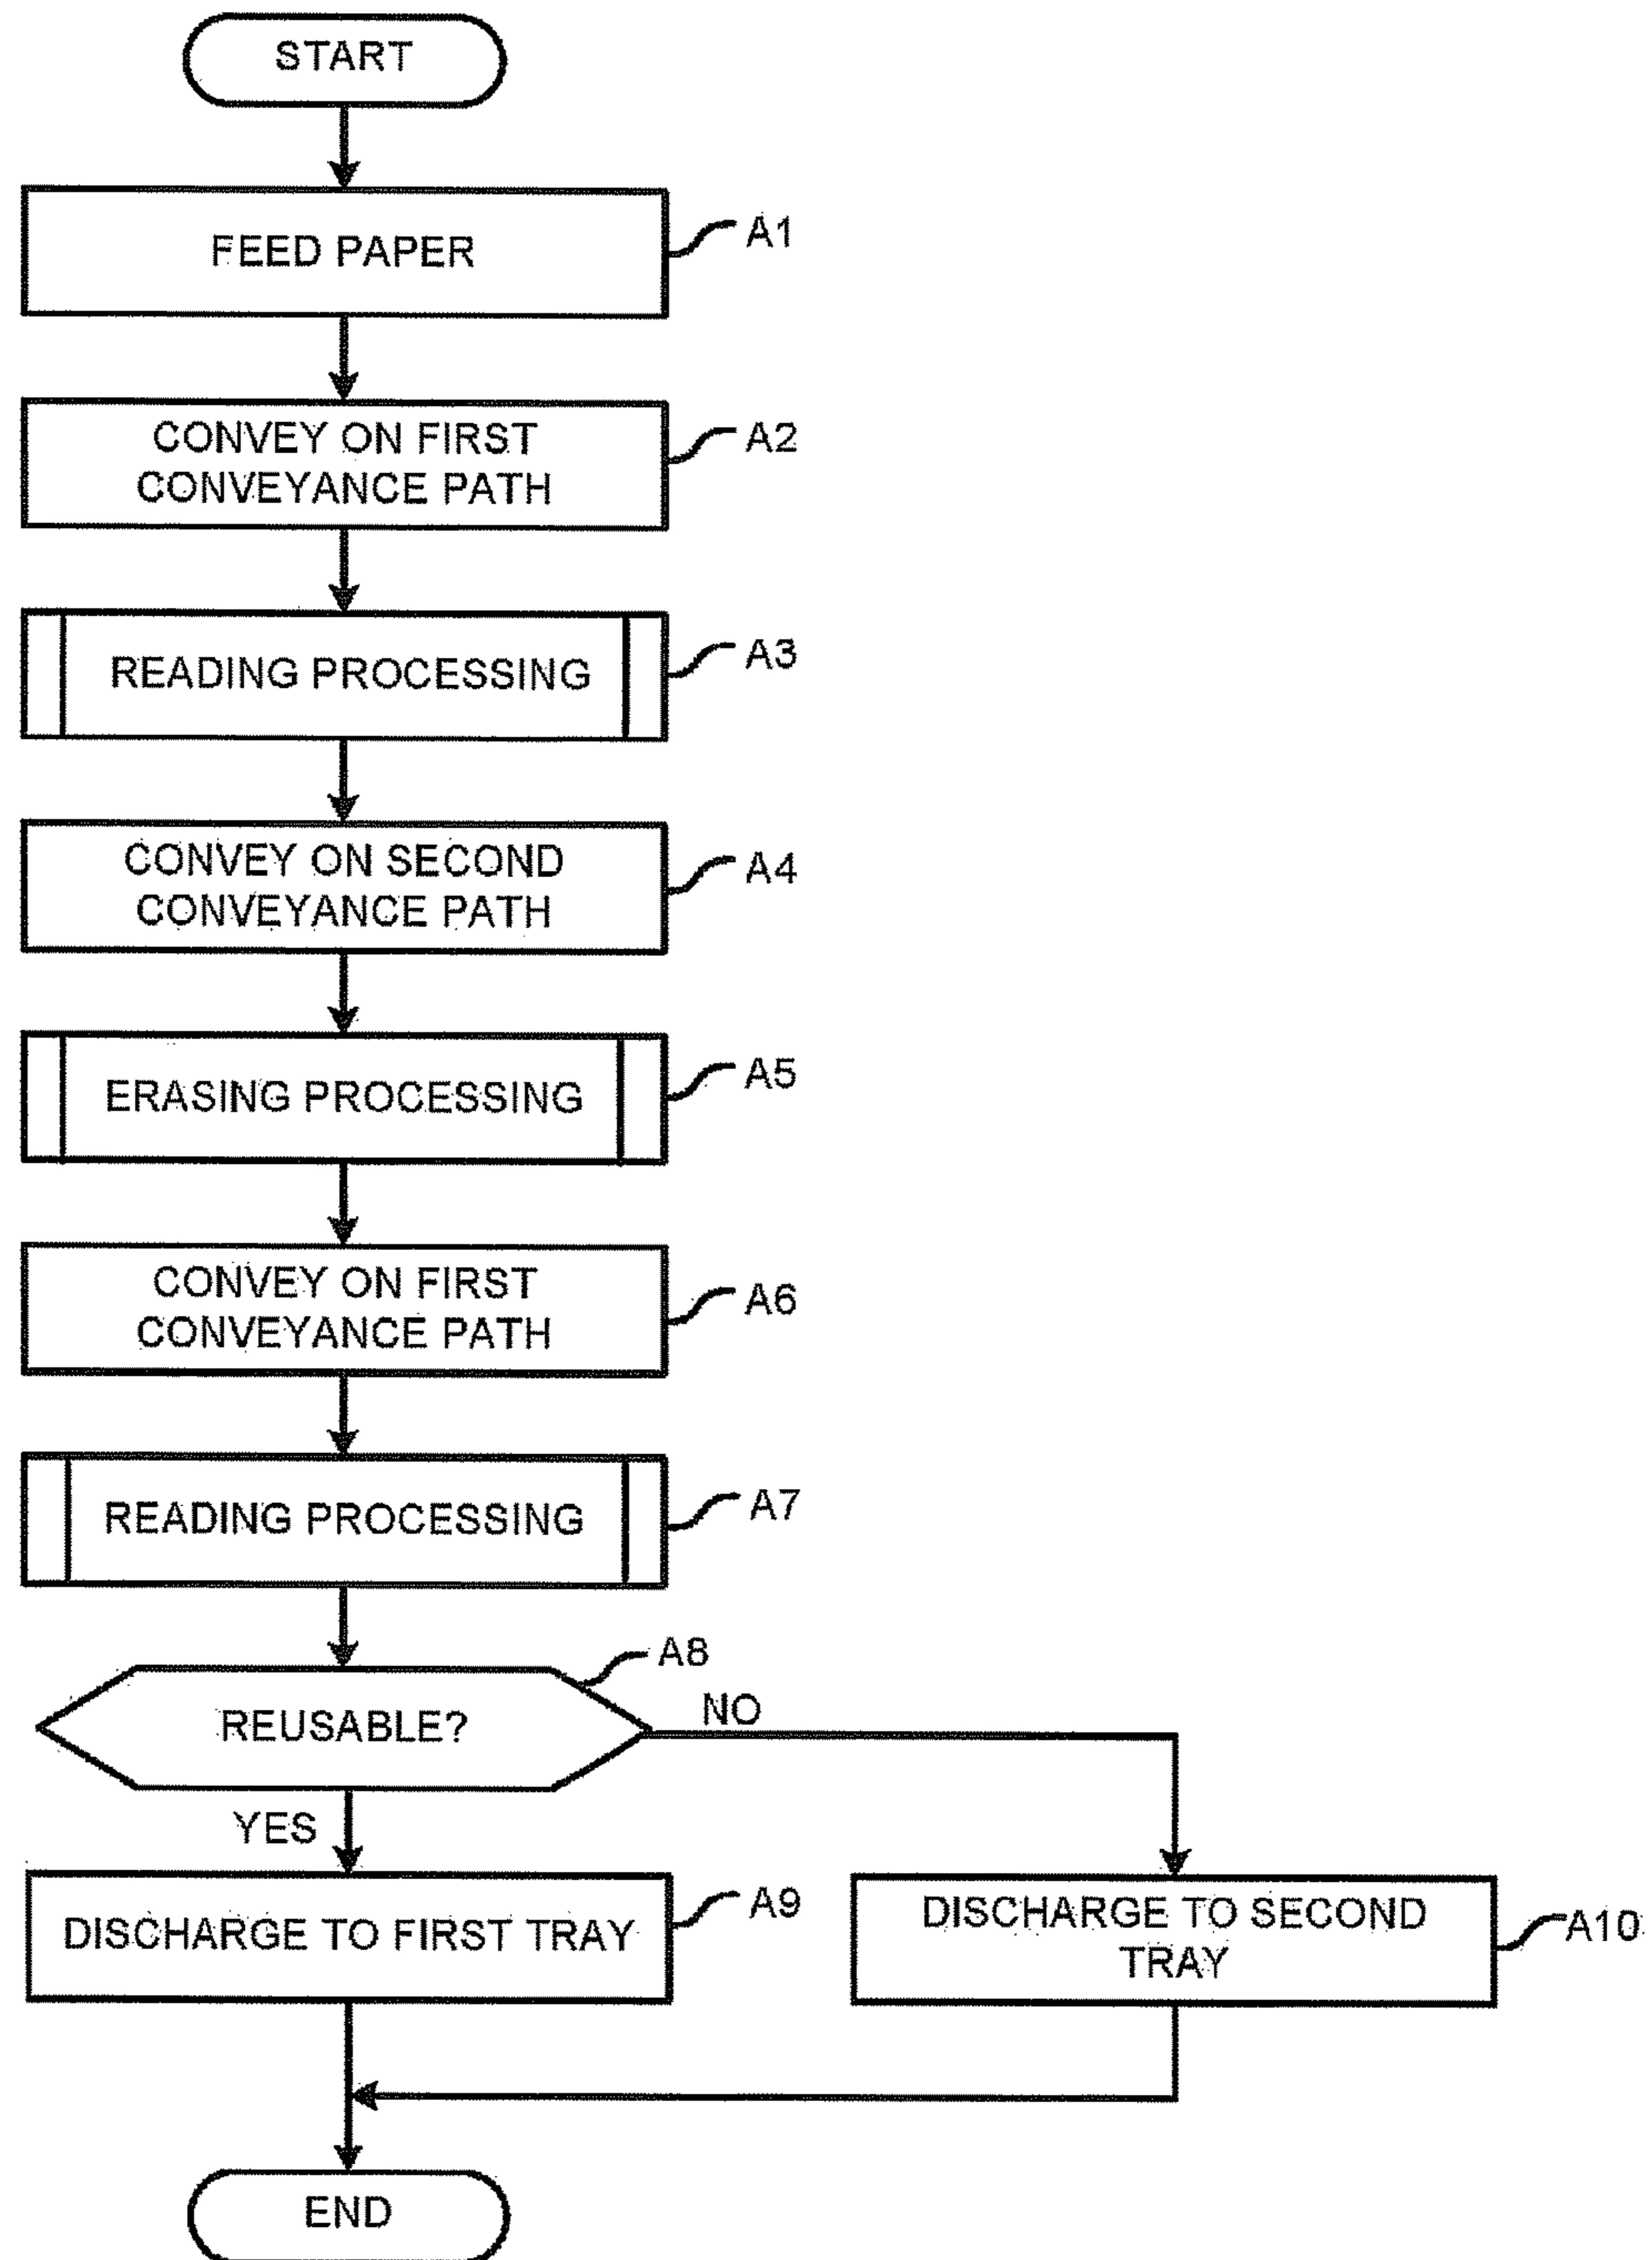 START
FEED PAPER
A1
CONVEY ON FIRST
CONVEYANCE PATH
A2
READING PROCESSING
A3
CONVEY ON SECOND
CONVEYANCE PATH
A4
ERASING PROCESSING
A5
CONVEY ON FIRST
CONVEYANCE PATH
A6
READING PROCESSING
A7
A8
REUSABLE?
NO
YES
DISCHARGE TO FIRST TRAY
A9
DISCHARGE TO SECOND
TRAY
A10
END